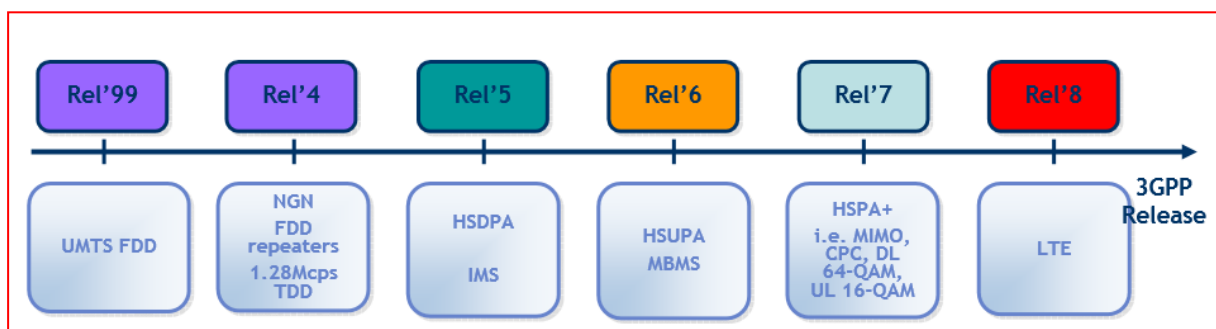 Rel'99
Rel'4
Rel'5
Rel'6
Rel'7
Rel'8
3GPP
Release
UMTS FDD
NGN
FDD
repeaters
1.28Mcps
TDD
HSDPA
IMS
HSUPA
MBMS
HSPA+
i.e. MIMO,
CPC, DL
64-QAM,
UL 16-QAM
LTE